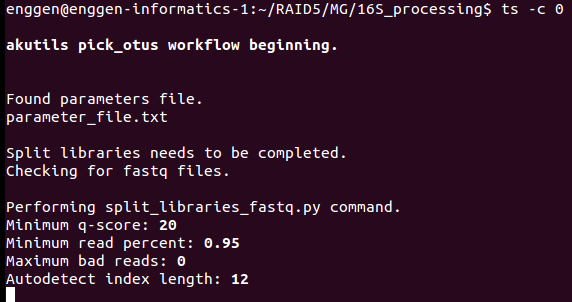 enggen@enggen-informatics-1:~/RAID5/MG/16S_processing$ ts -c 0
akutils pick_otus workflow beginning.
Found parameters file.
parameter_file.txt
Split libraries needs to be completed.
Checking for fastq files.
Performing split_libraries_fastq.py command.
Minimum q-score: 20
Minimum read percent: 0.95
Maximum bad reads: 0
Autodetect index length: 12